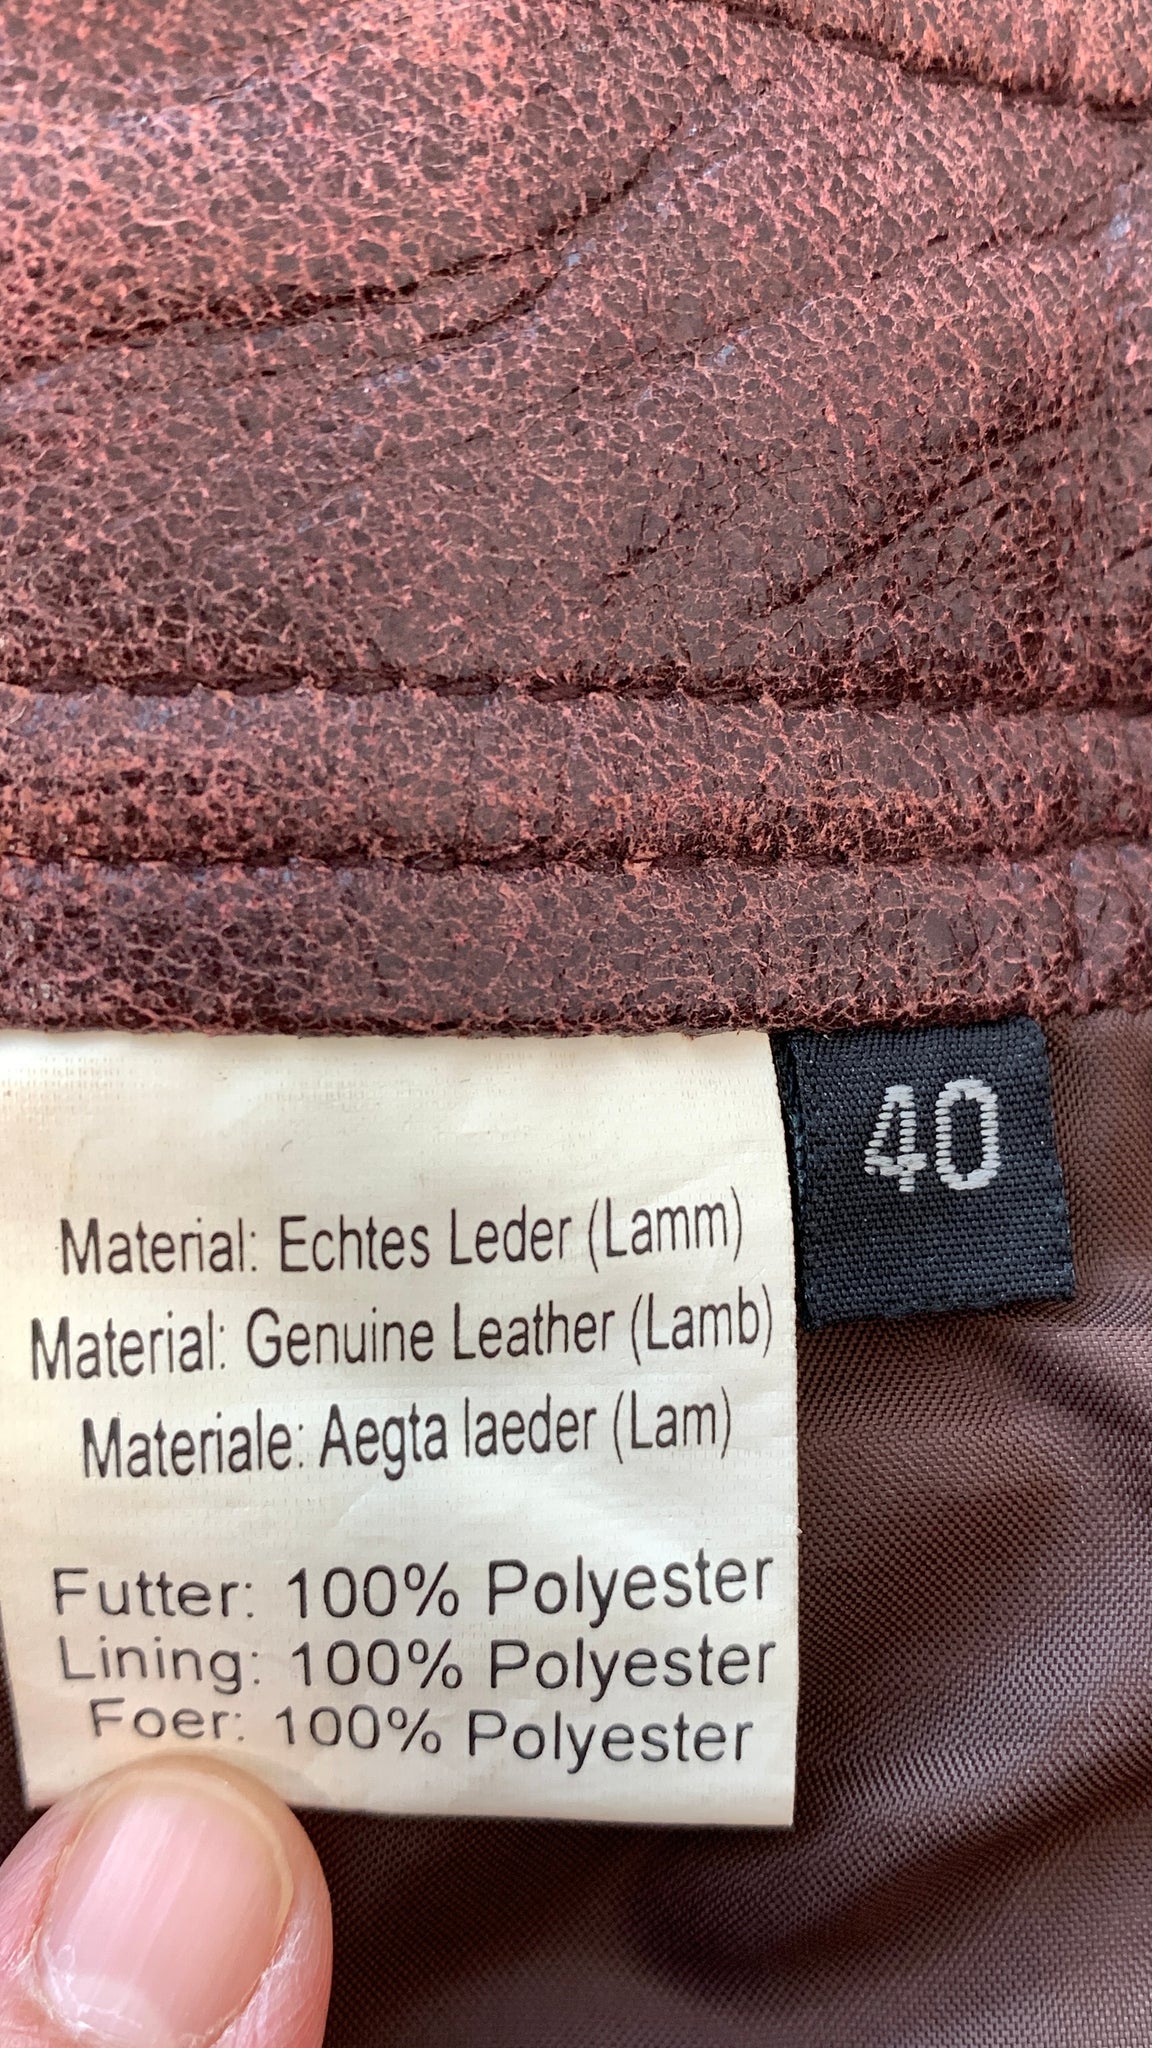 40
Material: Echtes Leder (Lamm)
Material: Genuine Leather (Lamb)
Materiale: Aegta laeder (Lam)
Futter: 100% Polyester
Lining: 100% Polyester
Foer: 100% Polyester